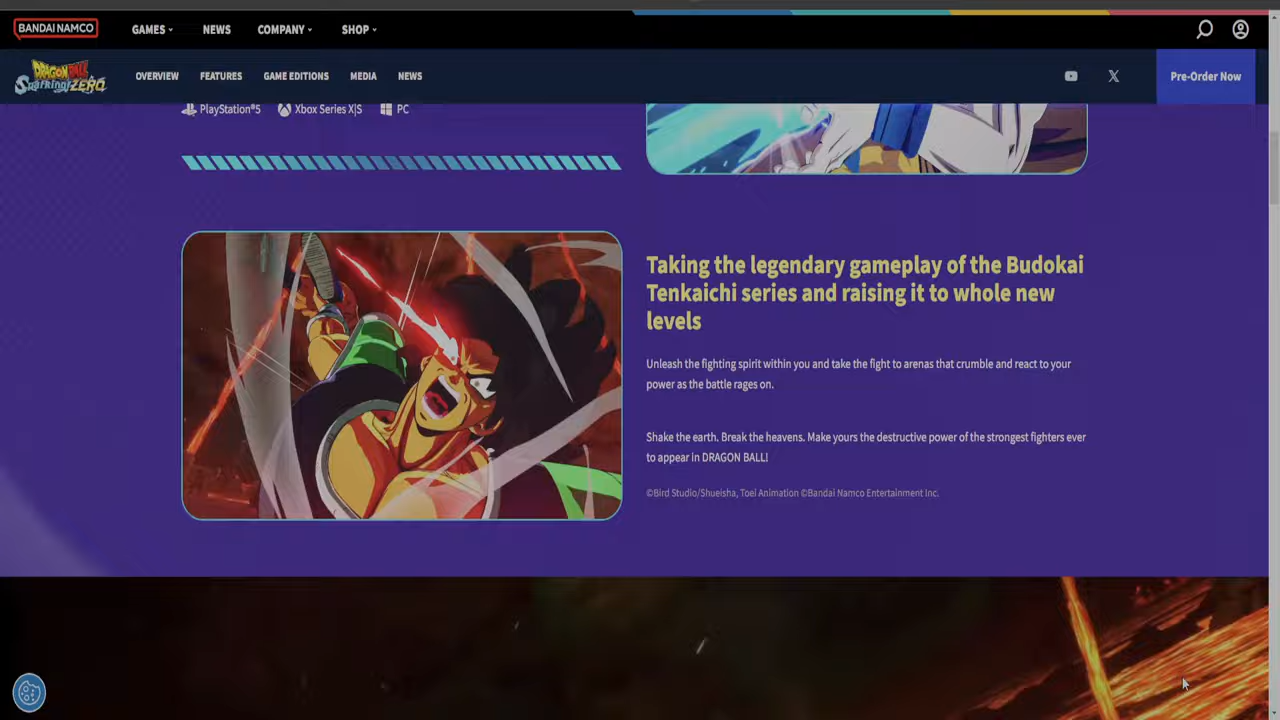 BANDAI NAMCO
GAMES
NEWS
COMPANY
SHOP
DRAGON BALL
Sparking! ZERO
OVERVIEW
FEATURES
GAME EDITIONS
MEDIA
NEWS
Pre-Order Now
PlayStation®5
Xbox Series X|S
PC
Taking the legendary gameplay of the Budokai
Tenkaichi series and raising it to whole new
levels
Unleash the fighting spirit within you and take the fight to arenas that crumble and react to your
power as the battle rages on.
Shake the earth. Break the heavens. Make yours the destructive power of the strongest fighters ever
to appear in DRAGON BALL!
©Bird Studio/Shueisha, Toei Animation ©Bandai Namco Entertainment Inc.